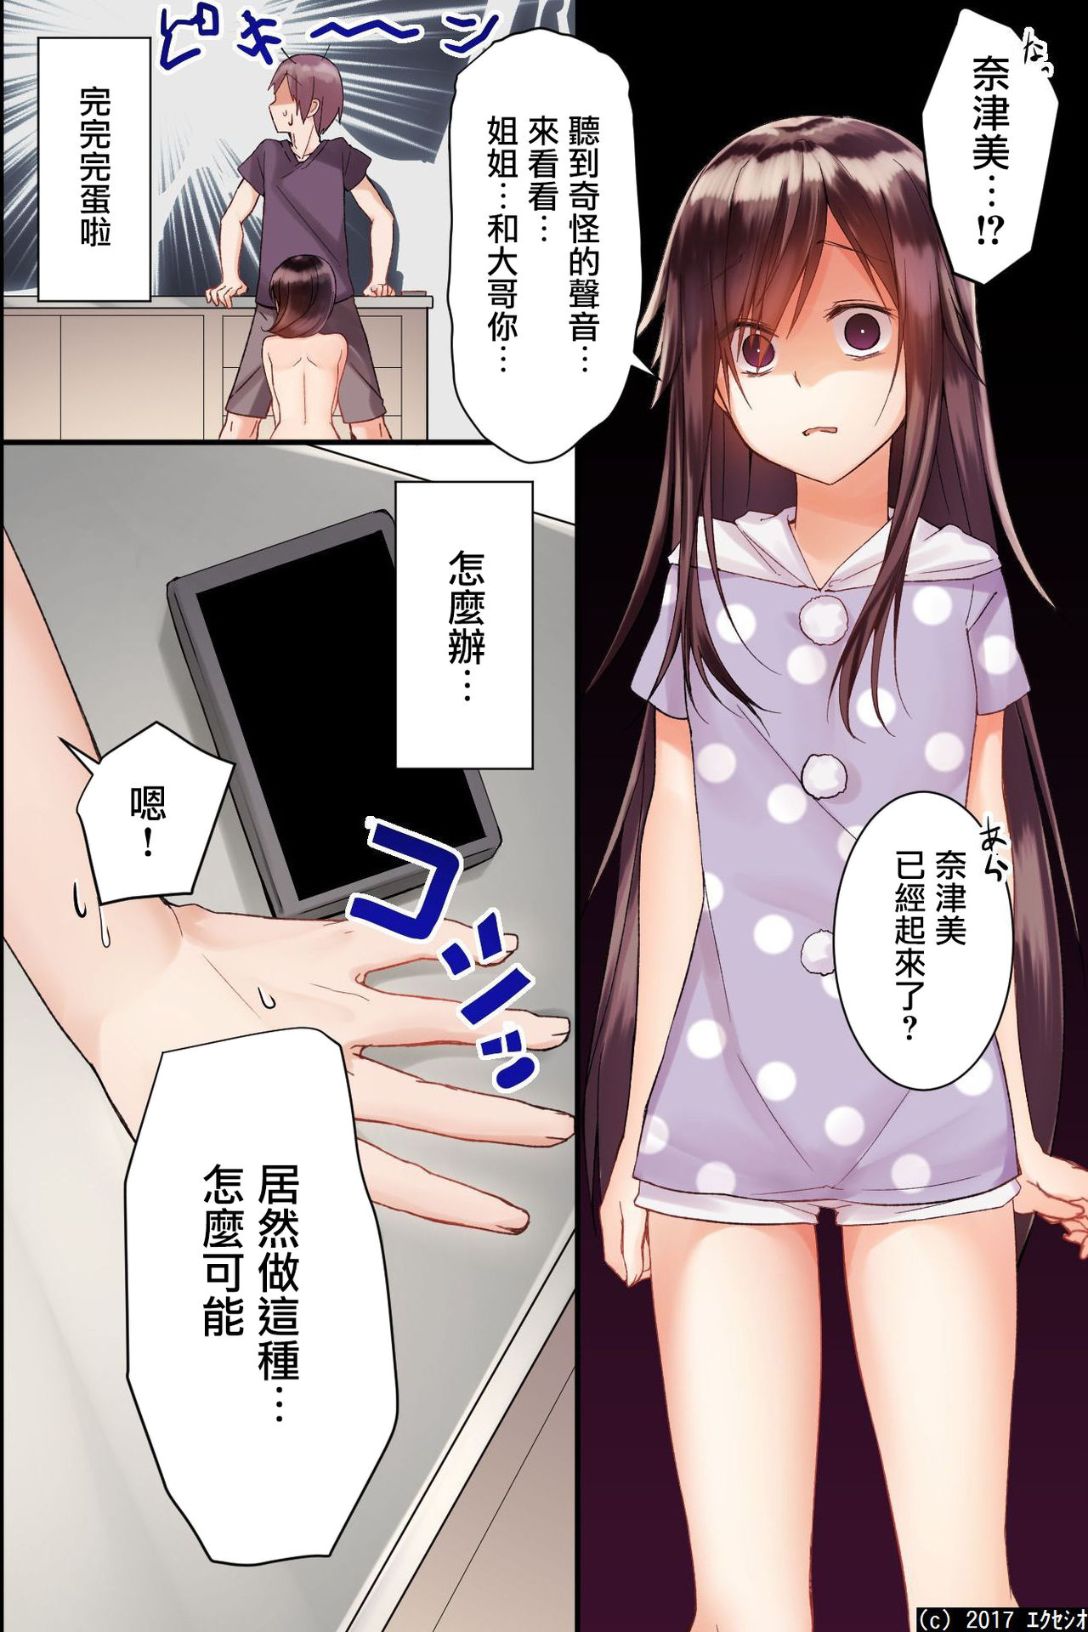 奈津美…!?
なっ
聽到奇怪的聲音…
來看看…
姐姐…和大哥你…
ピキーーン
完完完蛋啦
あら
奈津美
已經起來了？
怎麼辦…
コンッ
嗯！
居然做這種…
怎麼可能
(c) 2017 ｴｸｾｼｵ